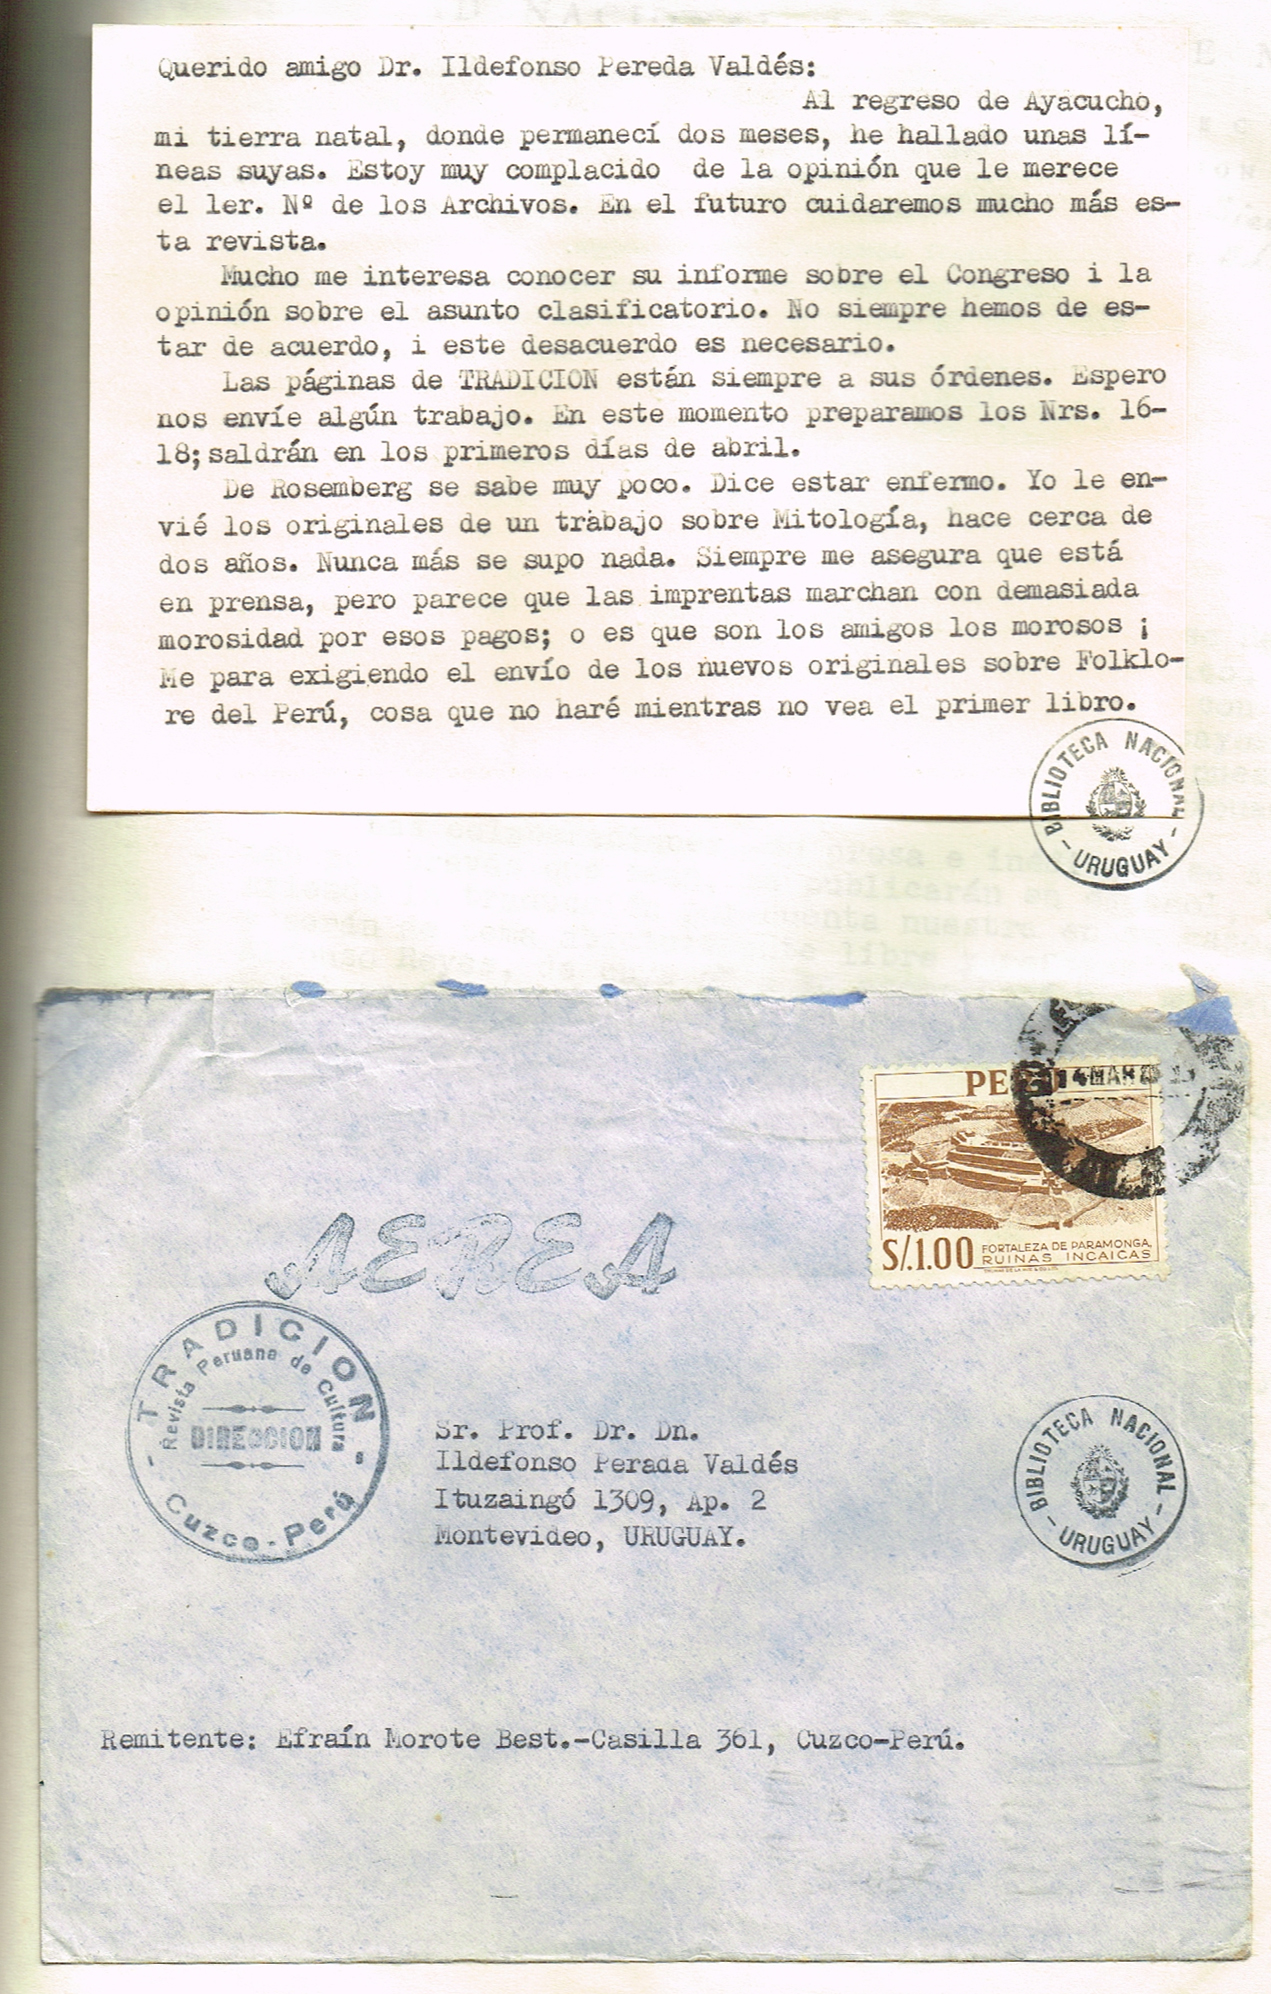 Querido amigo Dr. Ildefonso Pereda Valdés:
Al regreso de Ayacucho,
mi tierra natal, donde permanecí dos meses, he hallado unas lí-
neas suyas. Estoy muy complacido de la opinión que le merece
el 1er. Nº de los Archivos. En el futuro cuidaremos mucho más es-
ta revista.
Mucho me interesa conocer su informe sobre el Congreso i la
opinión sobre el asunto clasificatorio. No siempre hemos de es-
tar de acuerdo, i este desacuerdo es necesario.
Las páginas de TRADICION están siempre a sus órdenes. Espero
nos envíe algún trabajo. En este momento preparamos los Nrs. 16-
18; saldrán en los primeros días de abril.
De Rosemberg se sabe muy poco. Dice estar enfermo. Yo le en-
vié los originales de un trabajo sobre Mitología, hace cerca de
dos años. Nunca más se supo nada. Siempre me asegura que está
en prensa, pero parece que las imprentas marchan con demasiada
morosidad por esos pagos; o es que son los amigos los morosos ¡
Me para exigiendo el envío de los nuevos originales sobre Folklo-
re del Perú, cosa que no haré mientras no vea el primer libro.
BIBLIOTECA NACIONAL
- URUGUAY -
PERU
14 MAR
S/.1.00 FORTALEZA DE PARAMONGA.
RUINAS INCAICAS
AEREA
TRADICION
Revista Peruana de Cultura
DIRECCION
Cuzco - Perú
Sr. Prof. Dr. Dn.
Ildefonso Perada Valdés
Ituzaingó 1309, Ap. 2
Montevideo, URUGUAY.
BIBLIOTECA NACIONAL
- URUGUAY -
Remitente: Efraín Morote Best.-Casilla 361, Cuzco-Perú.